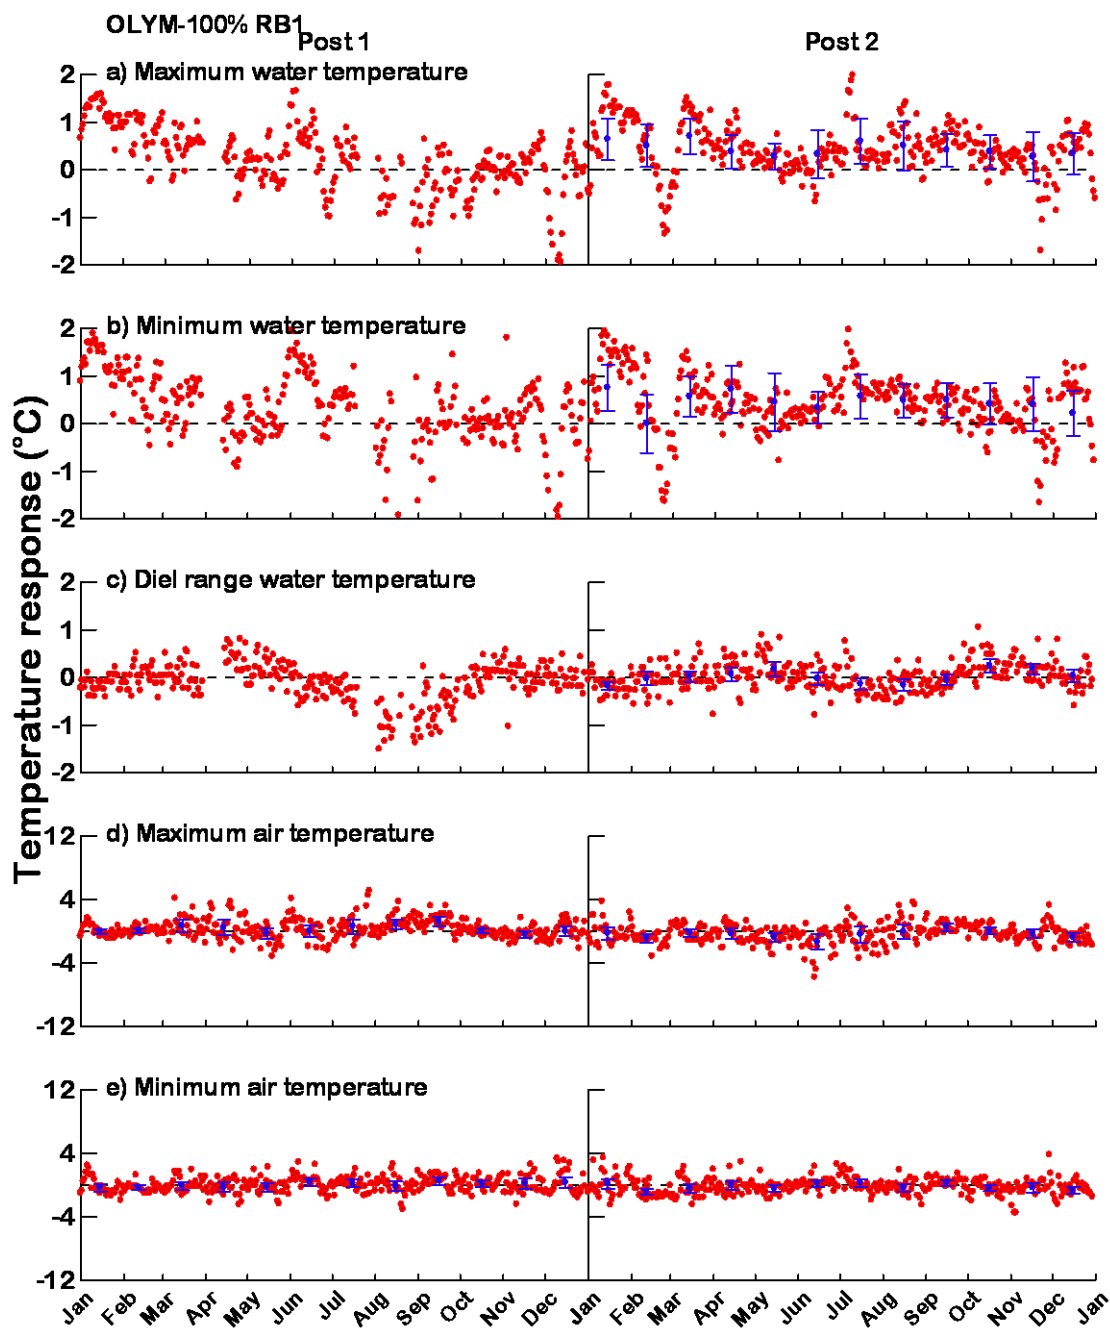 OLYM-100% RB1
Post 1
Post 2
a) Maximum water temperature
2
1
0
-1
-2
b) Minimum water temperature
2
1
0
-1
-2
c) Diel range water temperature
2
1
0
-1
-2
d) Maximum air temperature
12
4
-4
-12
e) Minimum air temperature
12
4
-4
-12
Temperature response (°C)
Jan Feb Mar Apr May Jun Jul Aug Sep Oct Nov Dec Jan Feb Mar Apr May Jun Jul Aug Sep Oct Nov Dec Jan